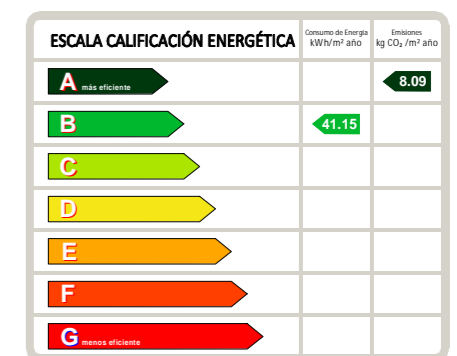 ESCALA CALIFICACIÓN ENERGÉTICA
Consumo de Energía
kWh/m² año
Emisiones
kg CO₂ /m² año
A más eficiente
8.09
B
41.15
C
D
E
F
G menos eficiente